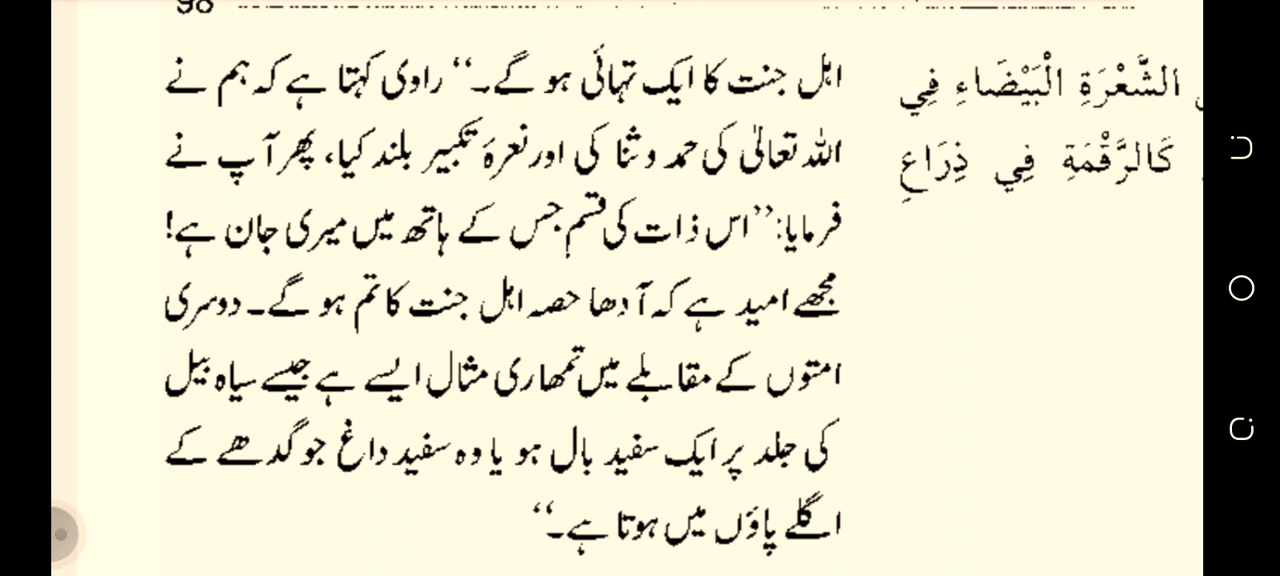 98
الشَّعْرَةِ الْبَيْضَاءِ فِي
كَالرَّقْمَةِ فِي ذِرَاعِ
اہل جنت کا ایک تہائی ہو گے۔‘‘ راوی کہتا ہے کہ ہم نے
اللہ تعالیٰ کی حمد و ثنا کی اور نعرۂ تکبیر بلند کیا، پھر آپ نے
فرمایا: ’’اس ذات کی قسم جس کے ہاتھ میں میری جان ہے!
مجھے امید ہے کہ آدھا حصہ اہل جنت کا تم ہو گے۔ دوسری
امتوں کے مقابلے میں تمھاری مثال ایسے ہے جیسے سیاہ بیل
کی جلد پر ایک سفید بال ہو یا وہ سفید داغ جو گدھے کے
اگلے پاؤں میں ہوتا ہے۔‘‘